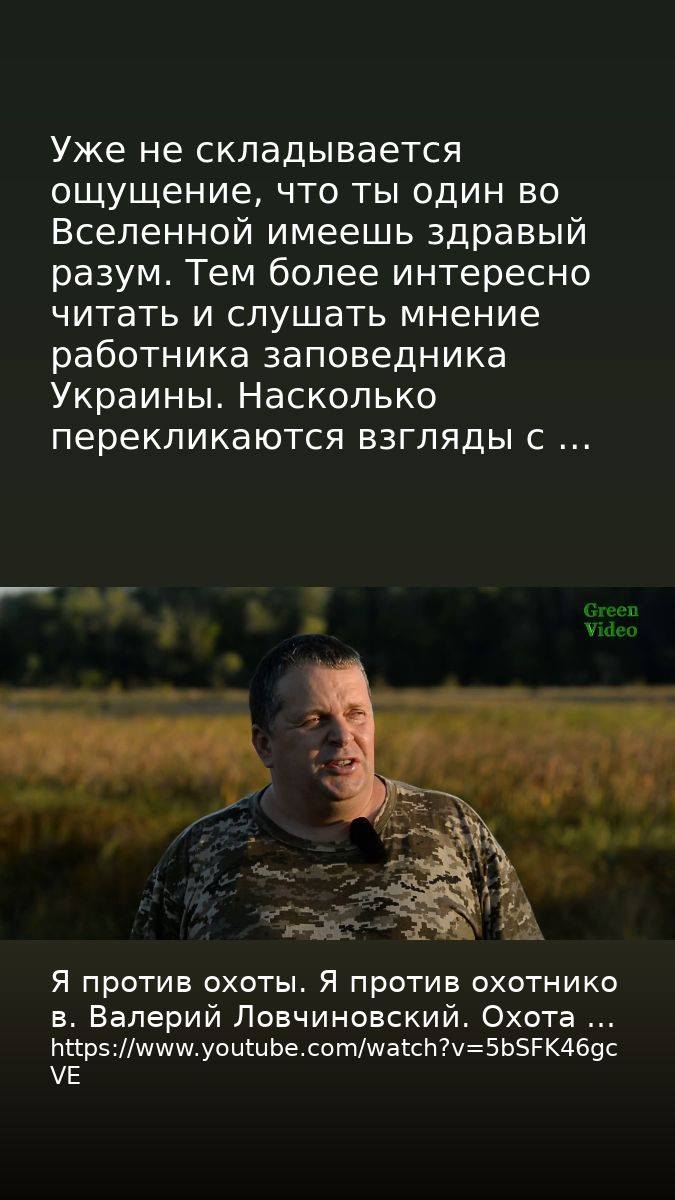 Уже не складывается
ощущение, что ты один во
Вселенной имеешь здравый
разум. Тем более интересно
читать и слушать мнение
работника заповедника
Украины. Насколько
перекликаются взгляды с ...
Green
Video
Я против охоты. Я против охотнико
в. Валерий Ловчиновский. Охота ...
https://www.youtube.com/watch?v=5bSFK46gc
VE